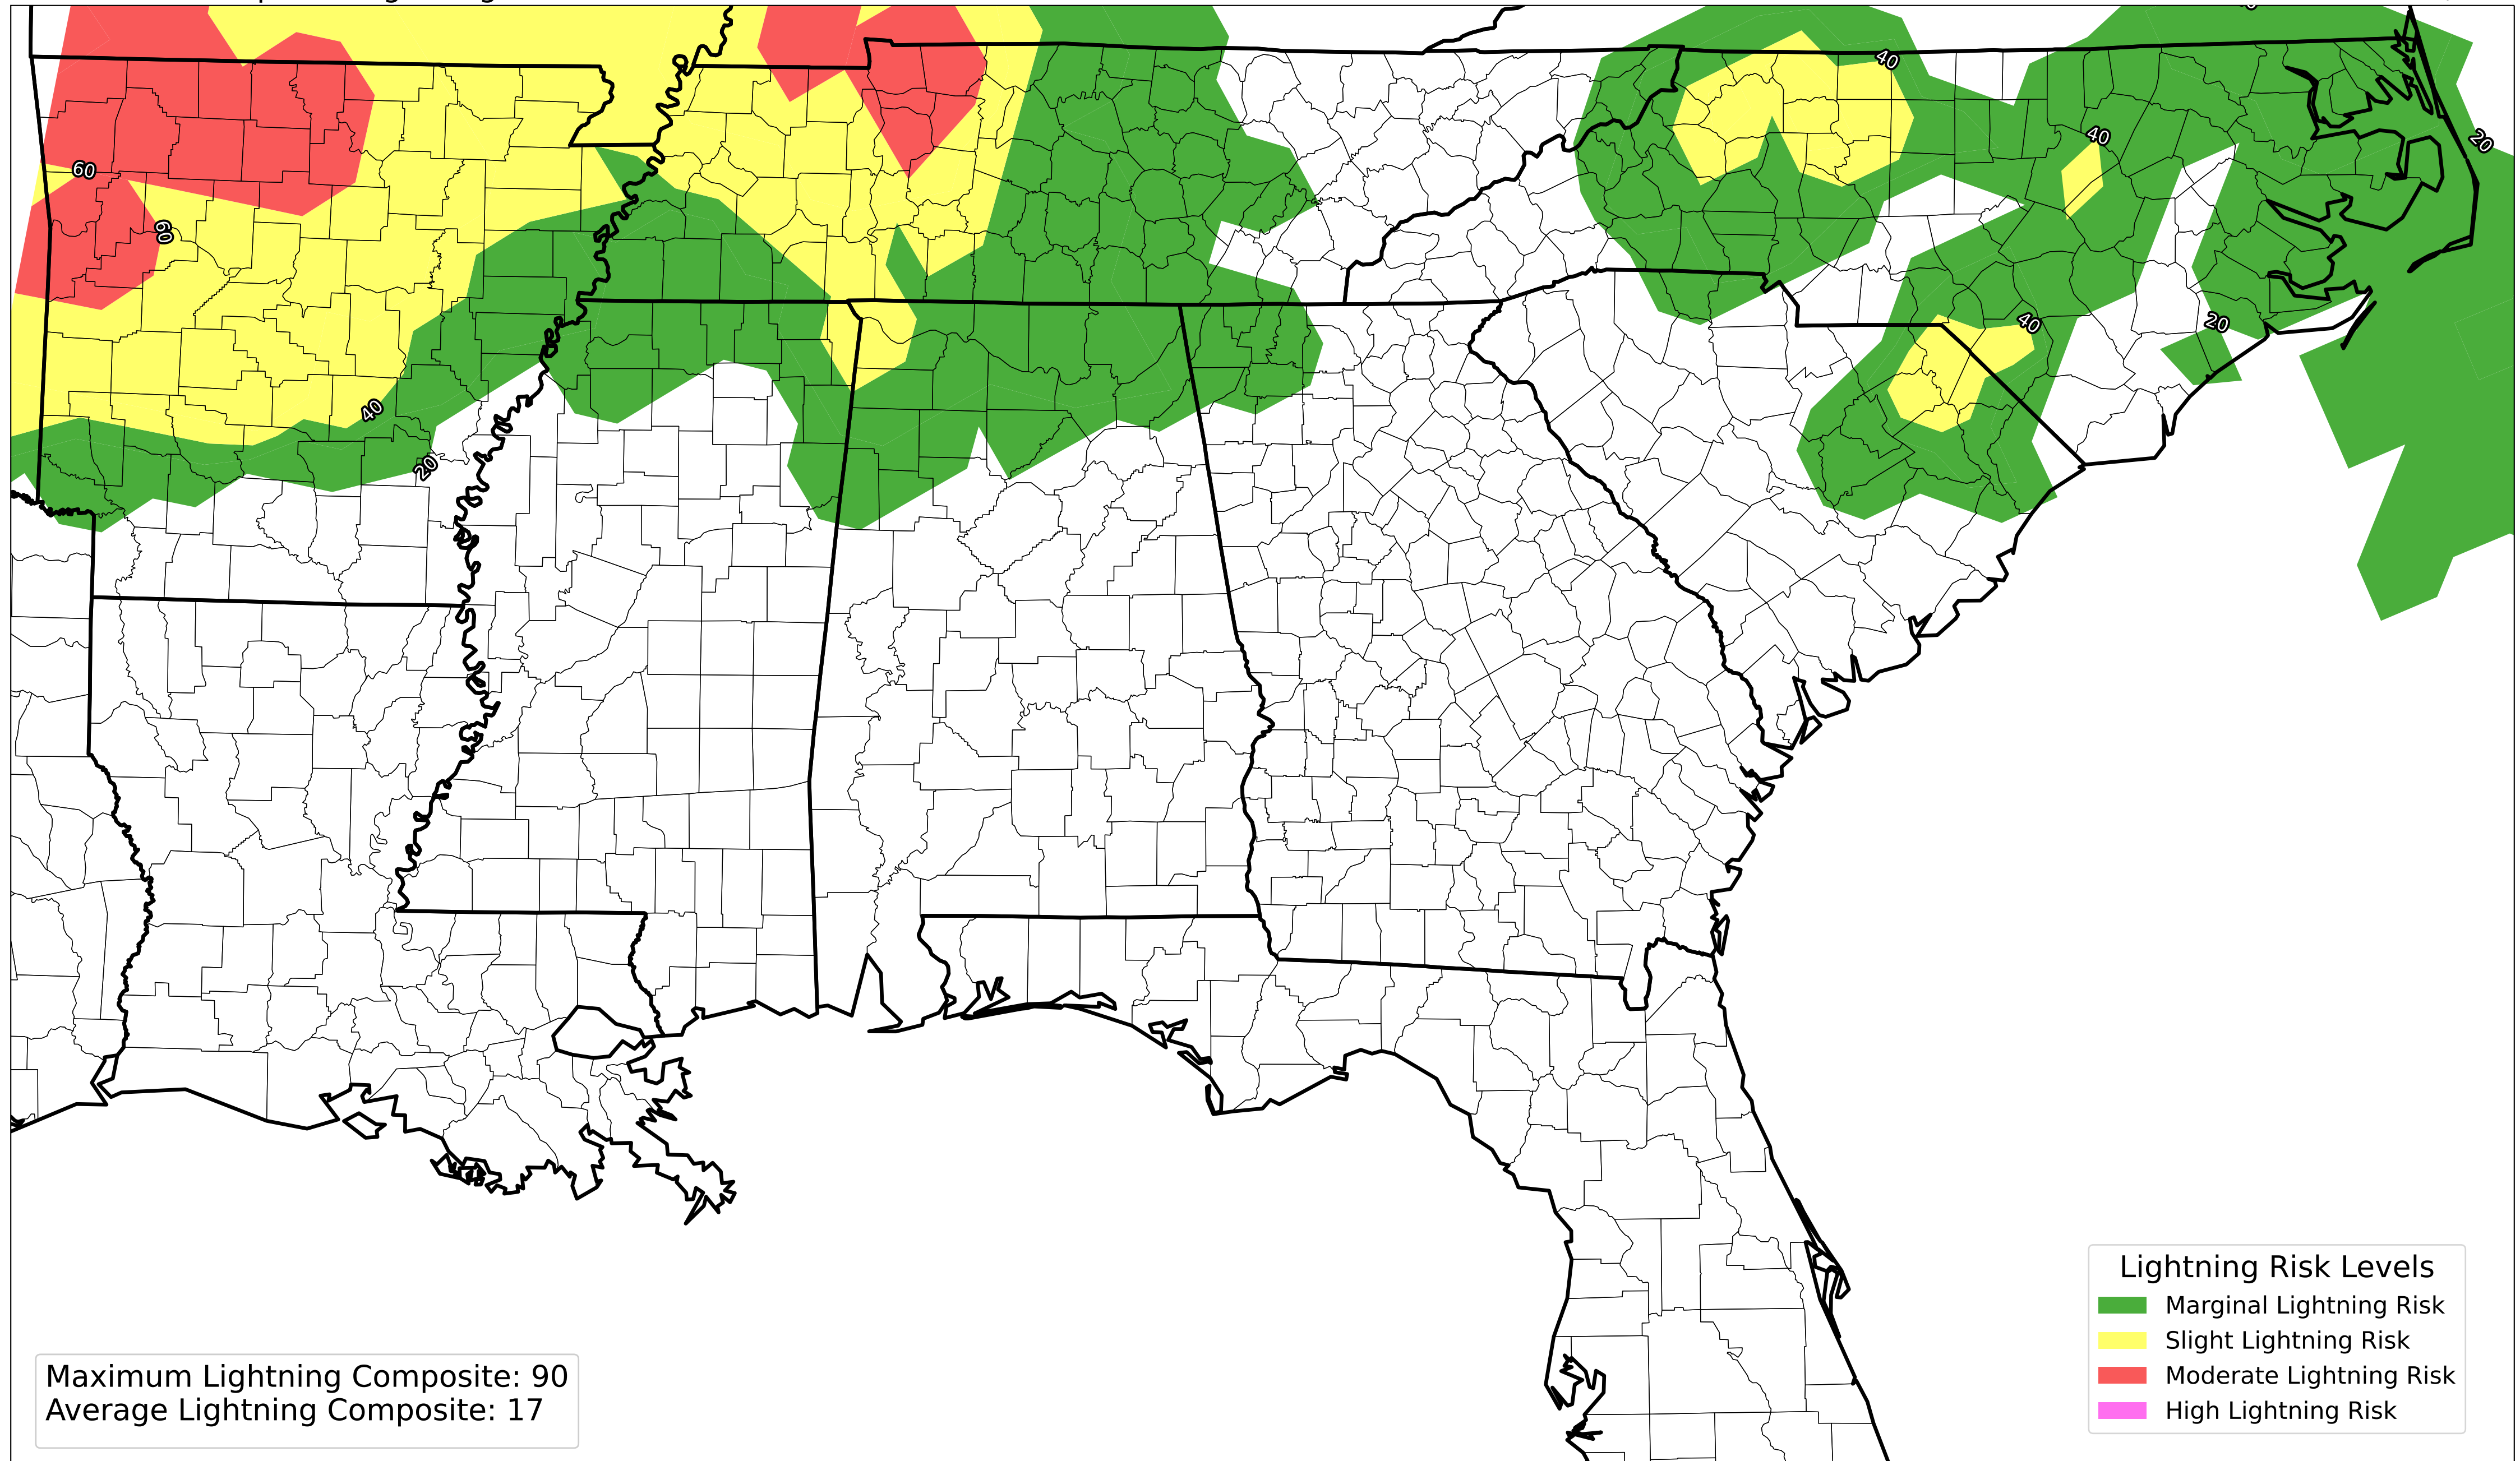 40
40
20
60
60
20
40
40
20
Lightning Risk Levels
Marginal Lightning Risk
Slight Lightning Risk
Moderate Lightning Risk
High Lightning Risk
Maximum Lightning Composite: 90
Average Lightning Composite: 17